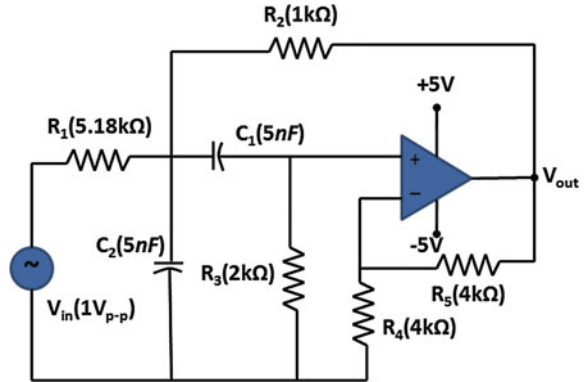 R2(1kΩ)
+5V
R1(5.18kΩ)
C1(5nF)
+
Vout
−
C2(5nF)
-5V
~
R3(2kΩ)
R5(4kΩ)
Vin(1Vp-p)
R4(4kΩ)